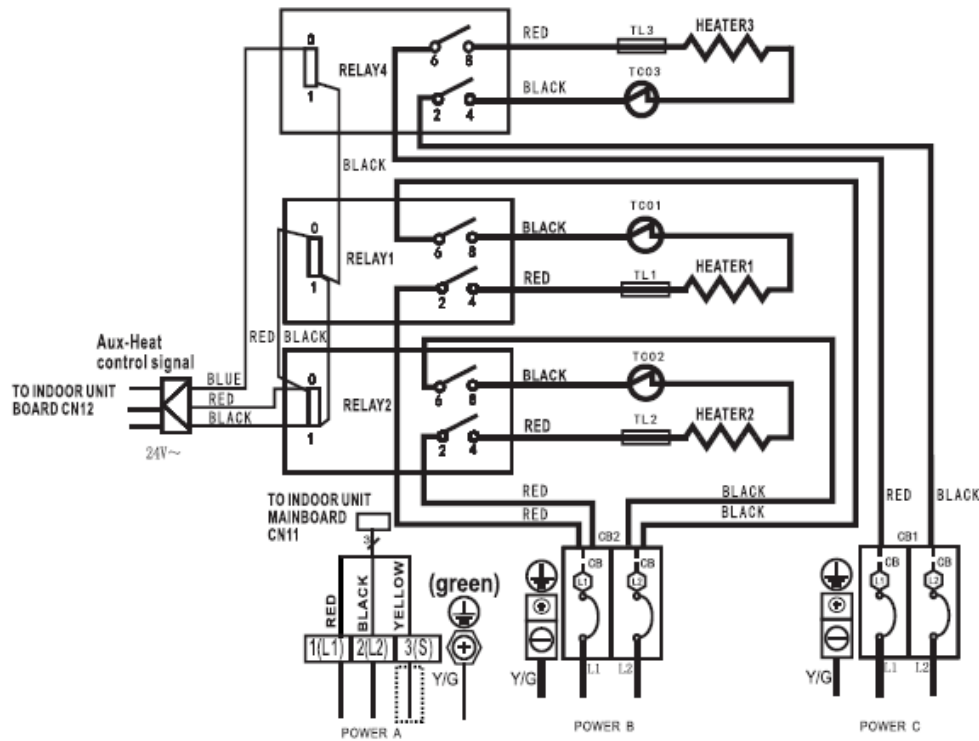 RELAY4
0
1
6
8
2
4
RED
TL3
HEATER3
BLACK
TCO3
BLACK
RELAY1
0
1
6
8
2
4
BLACK
TCO1
RED
TL1
HEATER1
RED
BLACK
RELAY2
0
1
6
8
2
4
BLACK
TCO2
RED
TL2
HEATER2
Aux-Heat
control signal
TO INDOOR UNIT
BOARD CN12
BLUE
RED
BLACK
24V~
RED
BLACK
RED
BLACK
RED
BLACK
TO INDOOR UNIT
MAINBOARD
CN11
3
RED
BLACK
YELLOW
(green)
1(L1)
2(L2)
3(S)
Y/G
POWER A
CB2
CB
CB
L1
L2
Y/G
L1
L2
POWER B
CB1
CB
CB
L1
L2
Y/G
L1
L2
POWER C